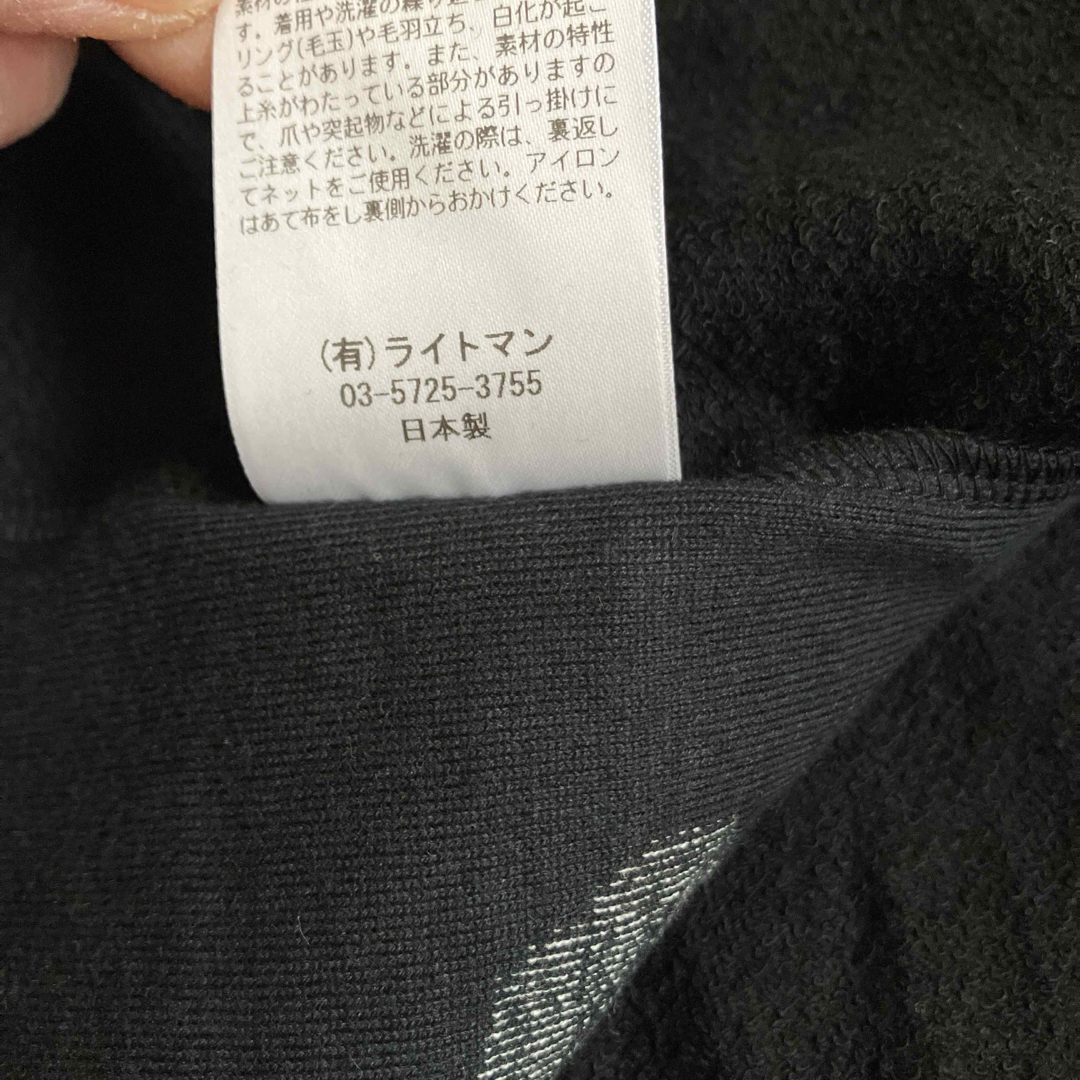 素材の
す。着用や洗濯の繰り返
リング(毛玉)や毛羽立ち、白化が起こ
ることがあります。また、素材の特性
上糸がわたっている部分がありますの
で、爪や突起物などによる引っ掛けに
ご注意ください。洗濯の際は、裏返し
てネットをご使用ください。アイロン
はあて布をし裏側からおかけください。
(有)ライトマン
03-5725-3755
日本製